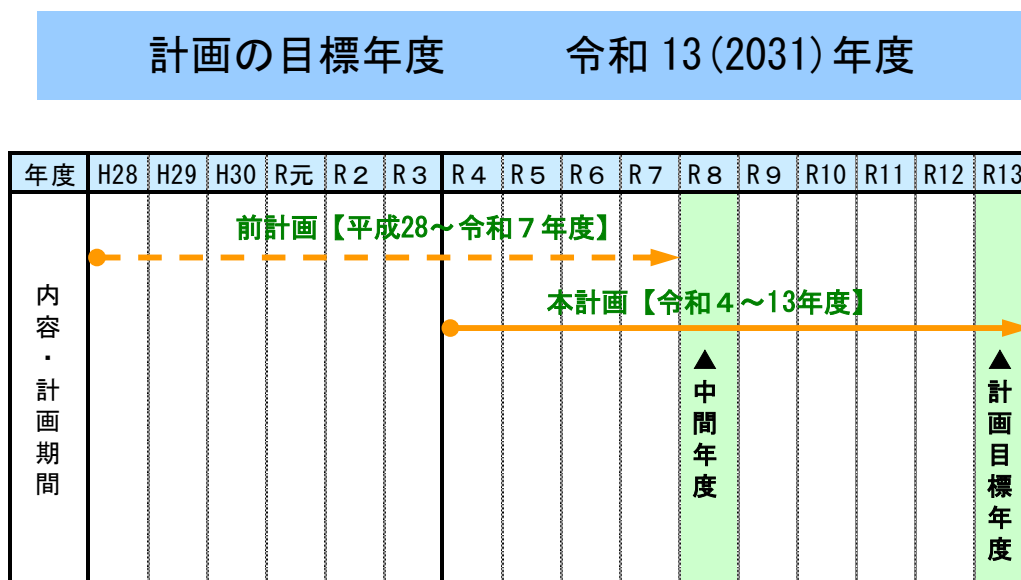 計画の目標年度 令和13(2031)年度
年度 H28 H29 H30 R元 R２ R３ R４ R５ R６ R７ R８ R９ R10 R11 R12 R13
前計画【平成28～令和７年度】
本計画【令和４～13年度】
内容・計画期間
▲中間年度
▲計画目標年度